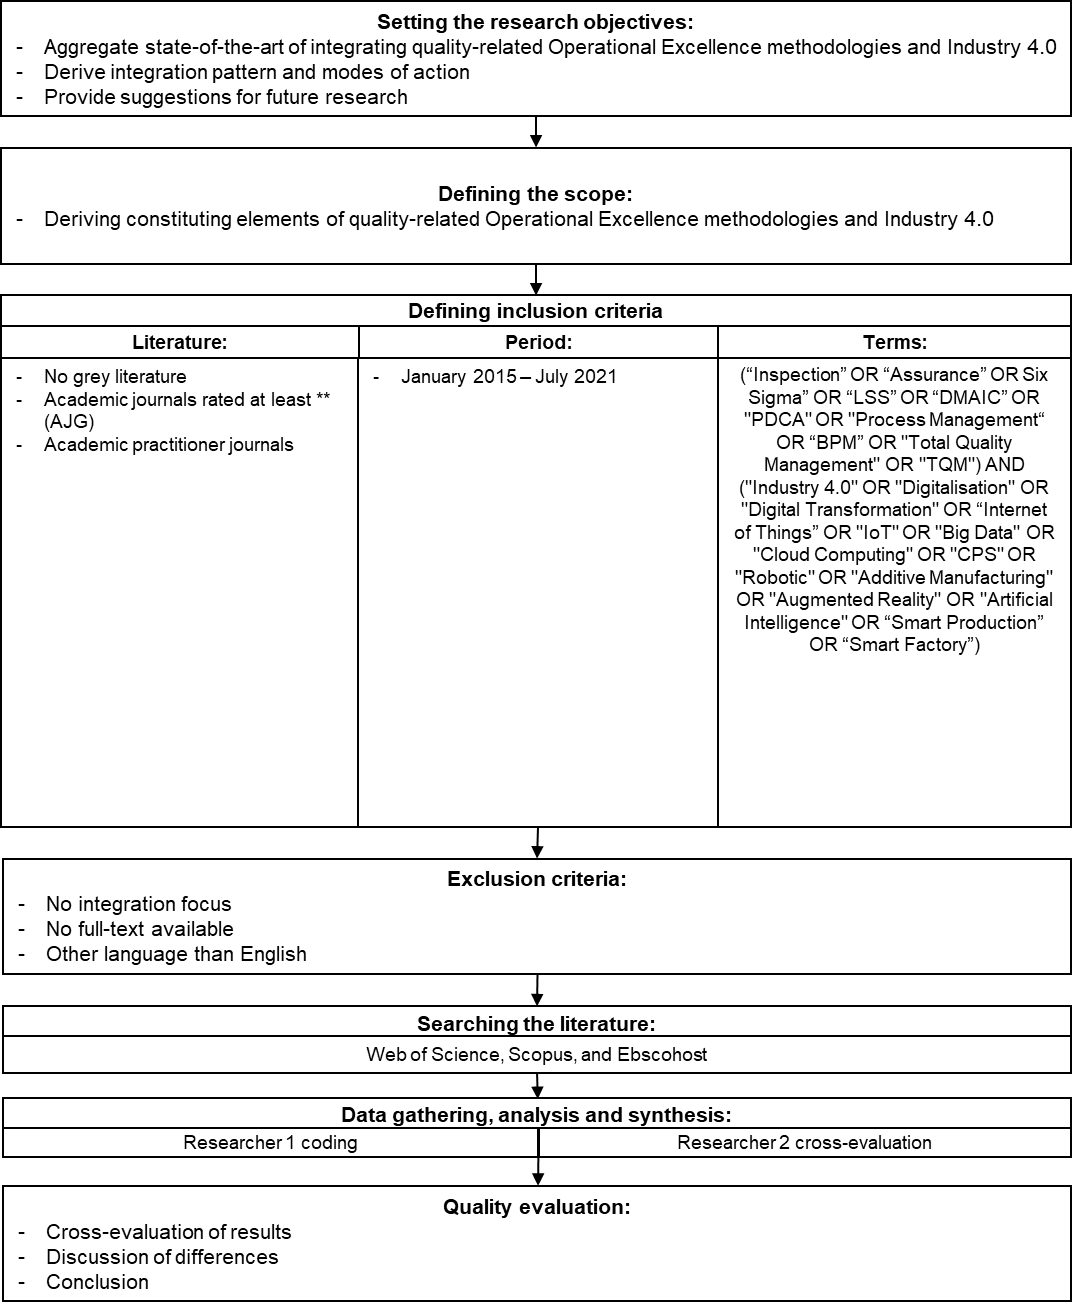 Setting the research objectives:
- Aggregate state-of-the-art of integrating quality-related Operational Excellence methodologies and Industry 4.0
- Derive integration pattern and modes of action
- Provide suggestions for future research
Defining the scope:
- Deriving constituting elements of quality-related Operational Excellence methodologies and Industry 4.0
Defining inclusion criteria
Literature:
- No grey literature
- Academic journals rated at least **
(AJG)
- Academic practitioner journals
Period:
- January 2015 – July 2021
Terms:
(“Inspection” OR “Assurance” OR Six
Sigma” OR “LSS” OR “DMAIC” OR
"PDCA" OR "Process Management“
OR “BPM” OR "Total Quality
Management" OR "TQM") AND
("Industry 4.0" OR "Digitalisation" OR
"Digital Transformation" OR “Internet
of Things” OR "IoT" OR "Big Data" OR
"Cloud Computing" OR "CPS" OR
"Robotic" OR "Additive Manufacturing"
OR "Augmented Reality" OR "Artificial
Intelligence" OR “Smart Production”
OR “Smart Factory”)
Exclusion criteria:
- No integration focus
- No full-text available
- Other language than English
Searching the literature:
Web of Science, Scopus, and Ebscohost
Data gathering, analysis and synthesis:
Researcher 1 coding
Researcher 2 cross-evaluation
Quality evaluation:
- Cross-evaluation of results
- Discussion of differences
- Conclusion